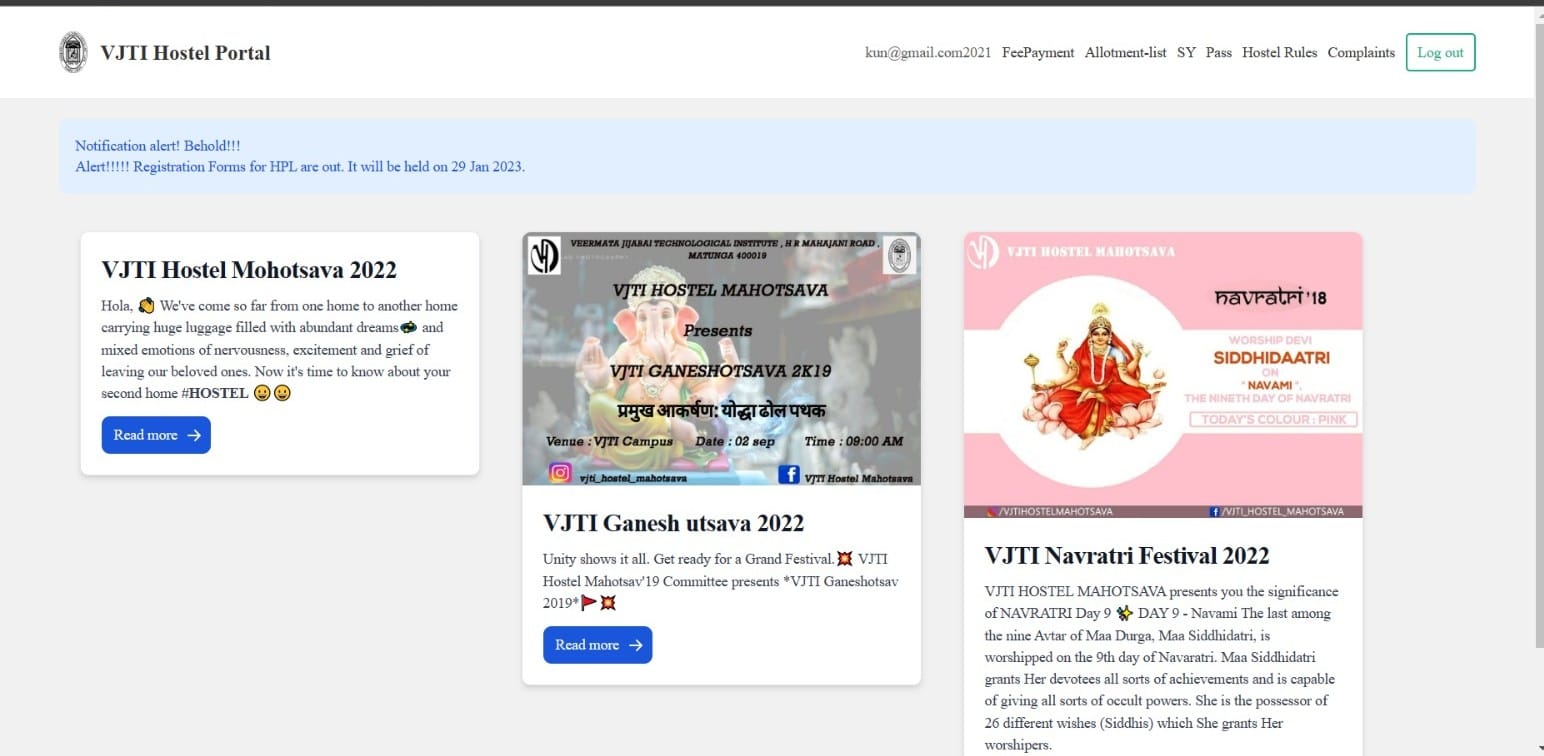 VJTI Hostel Portal
kun@gmail.com2021 FeePayment Allotment-list SY Pass Hostel Rules Complaints Log out
Notification alert! Behold!!!
Alert!!!!! Registration Forms for HPL are out. It will be held on 29 Jan 2023.
VJTI Hostel Mohotsava 2022
Hola, 👏 We've come so far from one home to another home
carrying huge luggage filled with abundant dreams and
mixed emotions of nervousness, excitement and grief of
leaving our beloved ones. Now it's time to know about your
second home #HOSTEL 😀😀
Read more →
VEERMATA JIJABAI TECHNOLOGICAL INSTITUTE , H R MAHAJANI ROAD ,
MATUNGA 400019
VJTI HOSTEL MAHOTSAVA
Presents
VJTI GANESHOTSAVA 2K19
प्रमुख आकर्षण: योद्धा ढोल पथक
Venue : VJTI Campus Date : 02 sep Time : 09:00 AM
vjti_hostel_mahotsava VJTI Hostel Mahotsava
VJTI Ganesh utsava 2022
Unity shows it all. Get ready for a Grand Festival.💥 VJTI
Hostel Mahotsav'19 Committee presents *VJTI Ganeshotsav
2019*🚩💥
Read more →
VJTI HOSTEL MAHOTSAVA
navratri '18
WORSHIP DEVI
SIDDHIDAATRI
ON
" NAVAMI ",
THE NINETH DAY OF NAVRATRI
TODAY'S COLOUR : PINK
/VJTIHOSTELMAHOTSAVA /VJTI_HOSTEL_MAHOTSAVA
VJTI Navratri Festival 2022
VJTI HOSTEL MAHOTSAVA presents you the significance
of NAVRATRI Day 9 ✨ DAY 9 - Navami The last among
the nine Avtar of Maa Durga, Maa Siddhidatri, is
worshipped on the 9th day of Navaratri. Maa Siddhidatri
grants Her devotees all sorts of achievements and is capable
of giving all sorts of occult powers. She is the possessor of
26 different wishes (Siddhis) which She grants Her
worshipers.